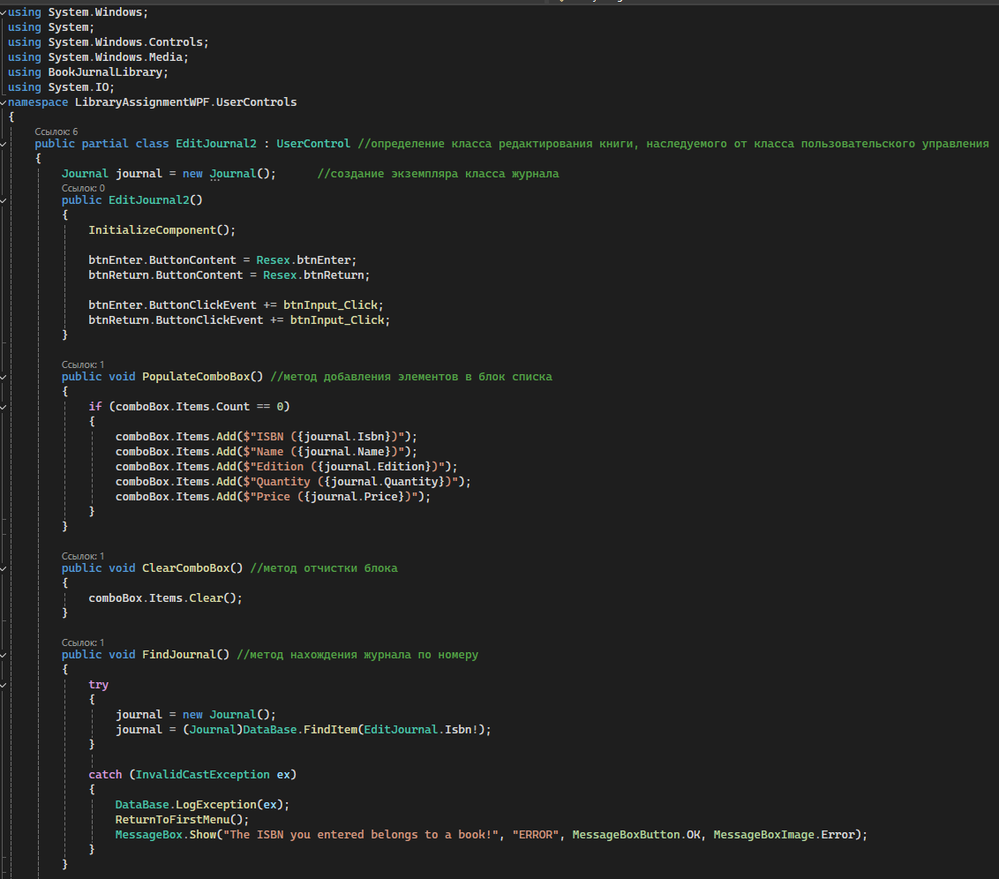 using System.Windows;
using System;
using System.Windows.Controls;
using System.Windows.Media;
using BookJurnalLibrary;
using System.IO;
namespace LibraryAssignmentWPF.UserControls
{
Ссылок: 6
public partial class EditJournal2 : UserControl //определение класса редактирования книги, наследуемого от класса пользовательского управления
{
Journal journal = new Journal(); //создание экземпляра класса журнала
Ссылок: 0
public EditJournal2()
{
InitializeComponent();
btnEnter.ButtonContent = Resex.btnEnter;
btnReturn.ButtonContent = Resex.btnReturn;
btnEnter.ButtonClickEvent += btnInput_Click;
btnReturn.ButtonClickEvent += btnInput_Click;
}
Ссылок: 1
public void PopulateComboBox() //метод добавления элементов в блок списка
{
if (comboBox.Items.Count == 0)
{
comboBox.Items.Add($"ISBN ({journal.Isbn})");
comboBox.Items.Add($"Name ({journal.Name})");
comboBox.Items.Add($"Edition ({journal.Edition})");
comboBox.Items.Add($"Quantity ({journal.Quantity})");
comboBox.Items.Add($"Price ({journal.Price})");
}
}
Ссылок: 1
public void ClearComboBox() //метод отчистки блока
{
comboBox.Items.Clear();
}
Ссылок: 1
public void FindJournal() //метод нахождения журнала по номеру
{
try
{
journal = new Journal();
journal = (Journal)DataBase.FindItem(EditJournal.Isbn!);
}
catch (InvalidCastException ex)
{
DataBase.LogException(ex);
ReturnToFirstMenu();
MessageBox.Show("The ISBN you entered belongs to a book!", "ERROR", MessageBoxButton.OK, MessageBoxImage.Error);
}
}